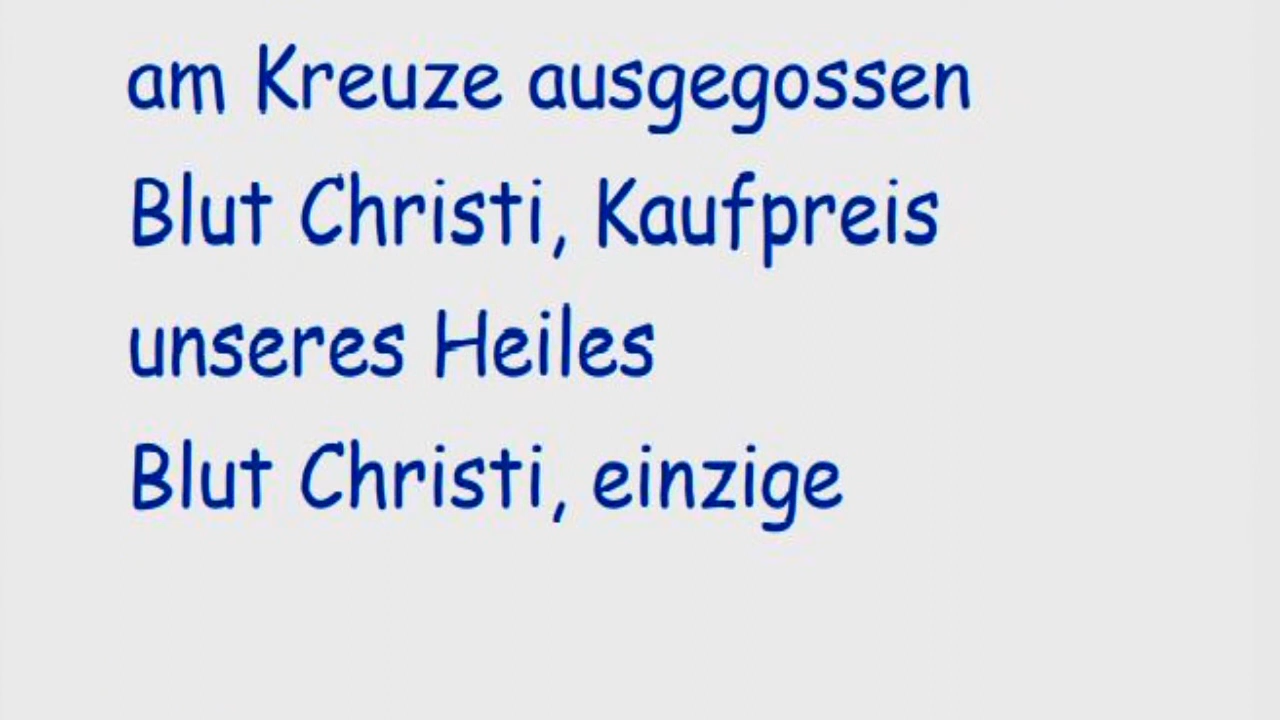 am Kreuze ausgegossen
Blut Christi, Kaufpreis
unseres Heiles
Blut Christi, einzige